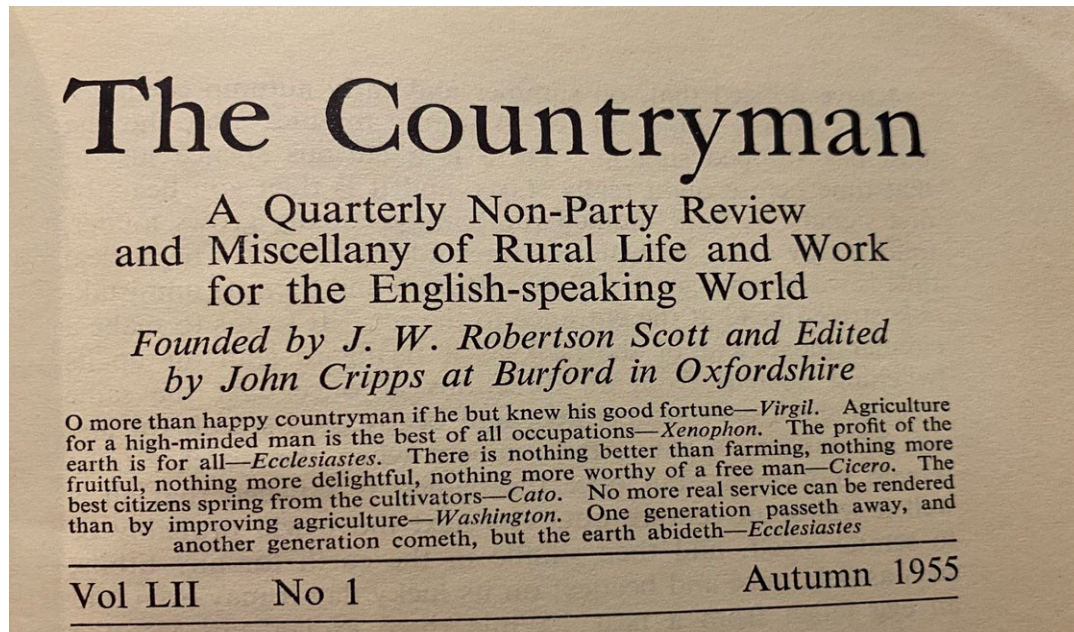 The Countryman
A Quarterly Non-Party Review
and Miscellany of Rural Life and Work
for the English-speaking World
Founded by J. W. Robertson Scott and Edited
by John Cripps at Burford in Oxfordshire
O more than happy countryman if he but knew his good fortune—Virgil. Agriculture
for a high-minded man is the best of all occupations—Xenophon. The profit of the
earth is for all—Ecclesiastes. There is nothing better than farming, nothing more
fruitful, nothing more delightful, nothing more worthy of a free man—Cicero. The
best citizens spring from the cultivators—Cato. No more real service can be rendered
than by improving agriculture—Washington. One generation passeth away, and
another generation cometh, but the earth abideth—Ecclesiastes
Vol LII No 1 Autumn 1955